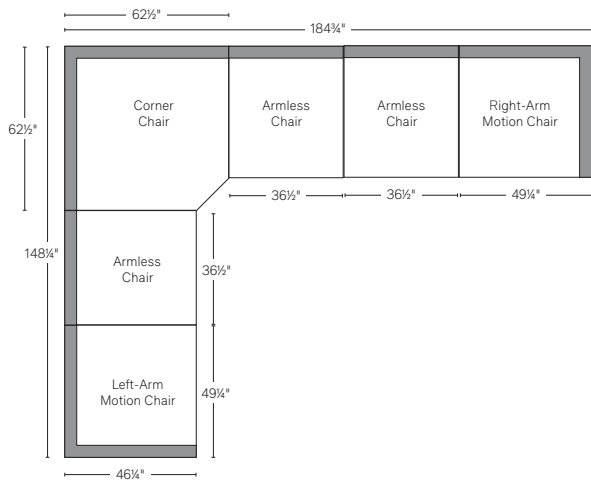 62½"
184¾"
Corner
Chair
Armless
Chair
Armless
Chair
Right-Arm
Motion Chair
62½"
36½"
36½"
49¼"
148¼"
Armless
Chair
36½"
Left-Arm
Motion Chair
49¼"
46¼"